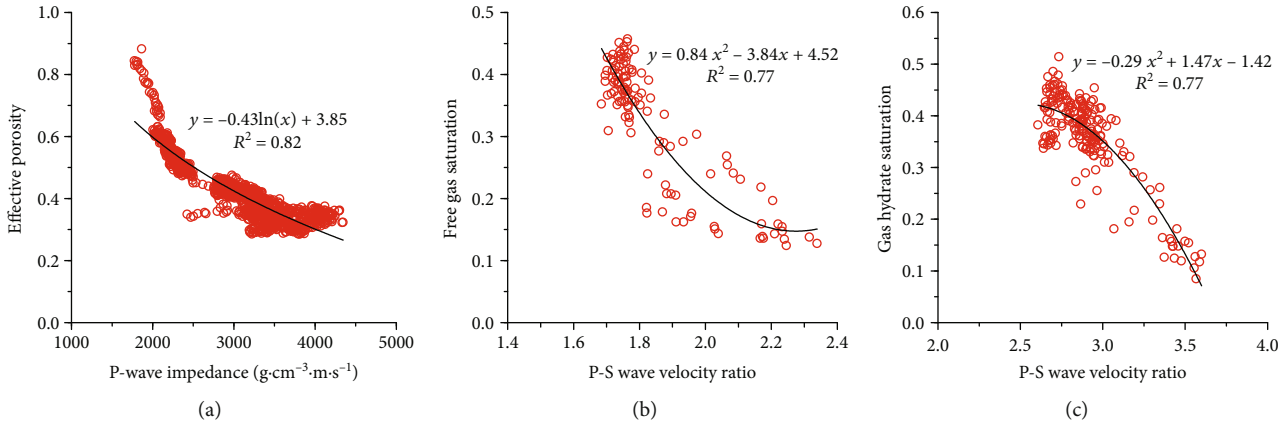 (a)
y = −0.43ln(x) + 3.85
R² = 0.82
Effective porosity
1.0
0.8
0.6
0.4
0.2
0.0
1000
2000
3000
4000
5000
P-wave impedance (g·cm⁻³·m·s⁻¹)
(b)
y = 0.84 x² − 3.84x + 4.52
R² = 0.77
Free gas saturation
0.5
0.4
0.3
0.2
0.1
0.0
1.4
1.6
1.8
2.0
2.2
2.4
P-S wave velocity ratio
(c)
y = −0.29 x² + 1.47x − 1.42
R² = 0.77
Gas hydrate saturation
0.6
0.5
0.4
0.3
0.2
0.1
0.0
2.0
2.5
3.0
3.5
4.0
P-S wave velocity ratio